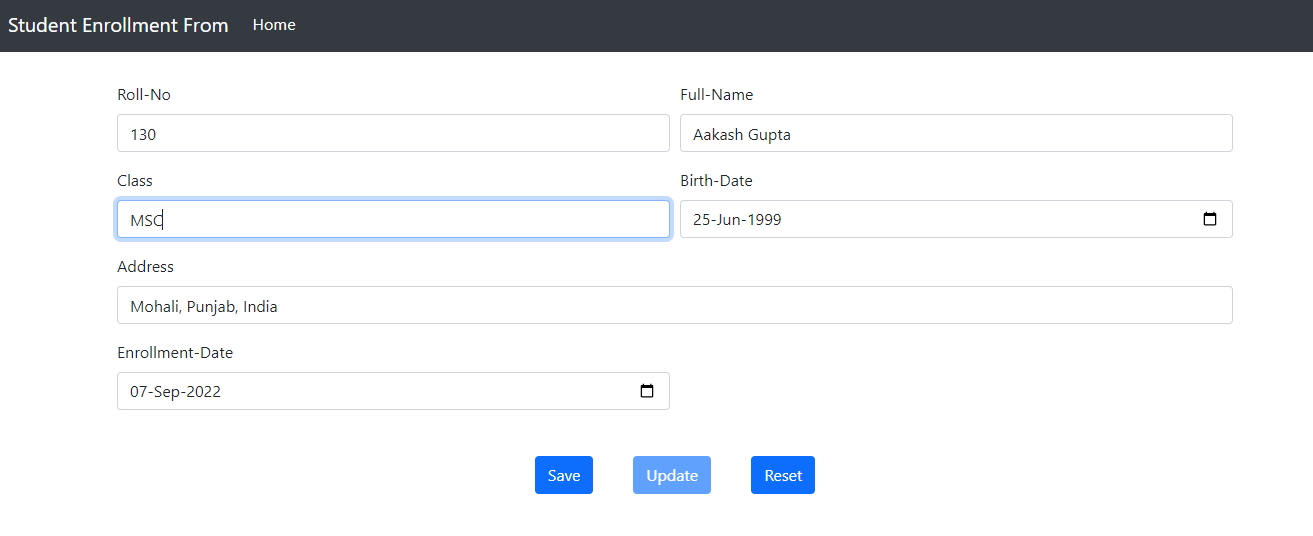 Student Enrollment From Home
Roll-No Full-Name
130 Aakash Gupta
Class Birth-Date
MSC 25-Jun-1999
Address
Mohali, Punjab, India
Enrollment-Date
07-Sep-2022
Save Update Reset